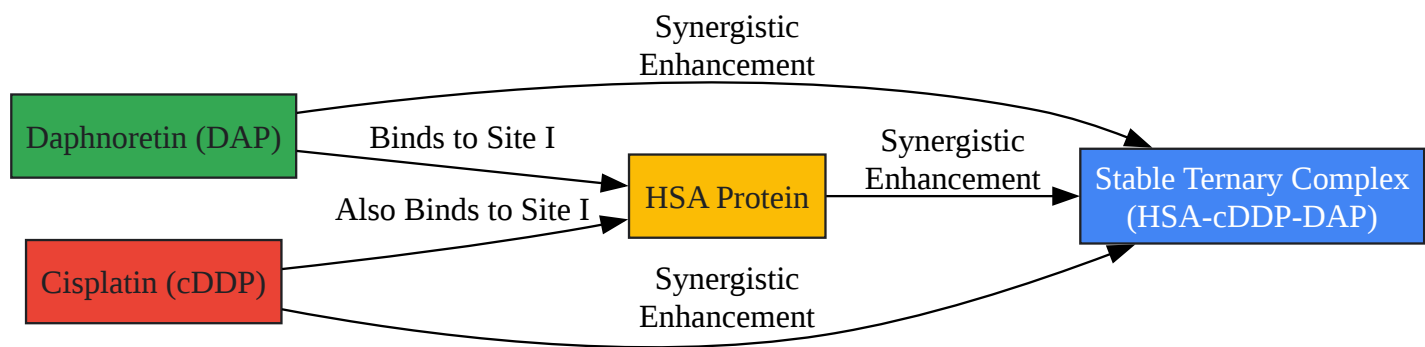 Synergistic
Enhancement
Daphnoretin (DAP)
Binds to Site I
Synergistic
Enhancement
HSA Protein
Stable Ternary Complex
(HSA-cDDP-DAP)
Also Binds to Site I
Cisplatin (cDDP)
Synergistic
Enhancement